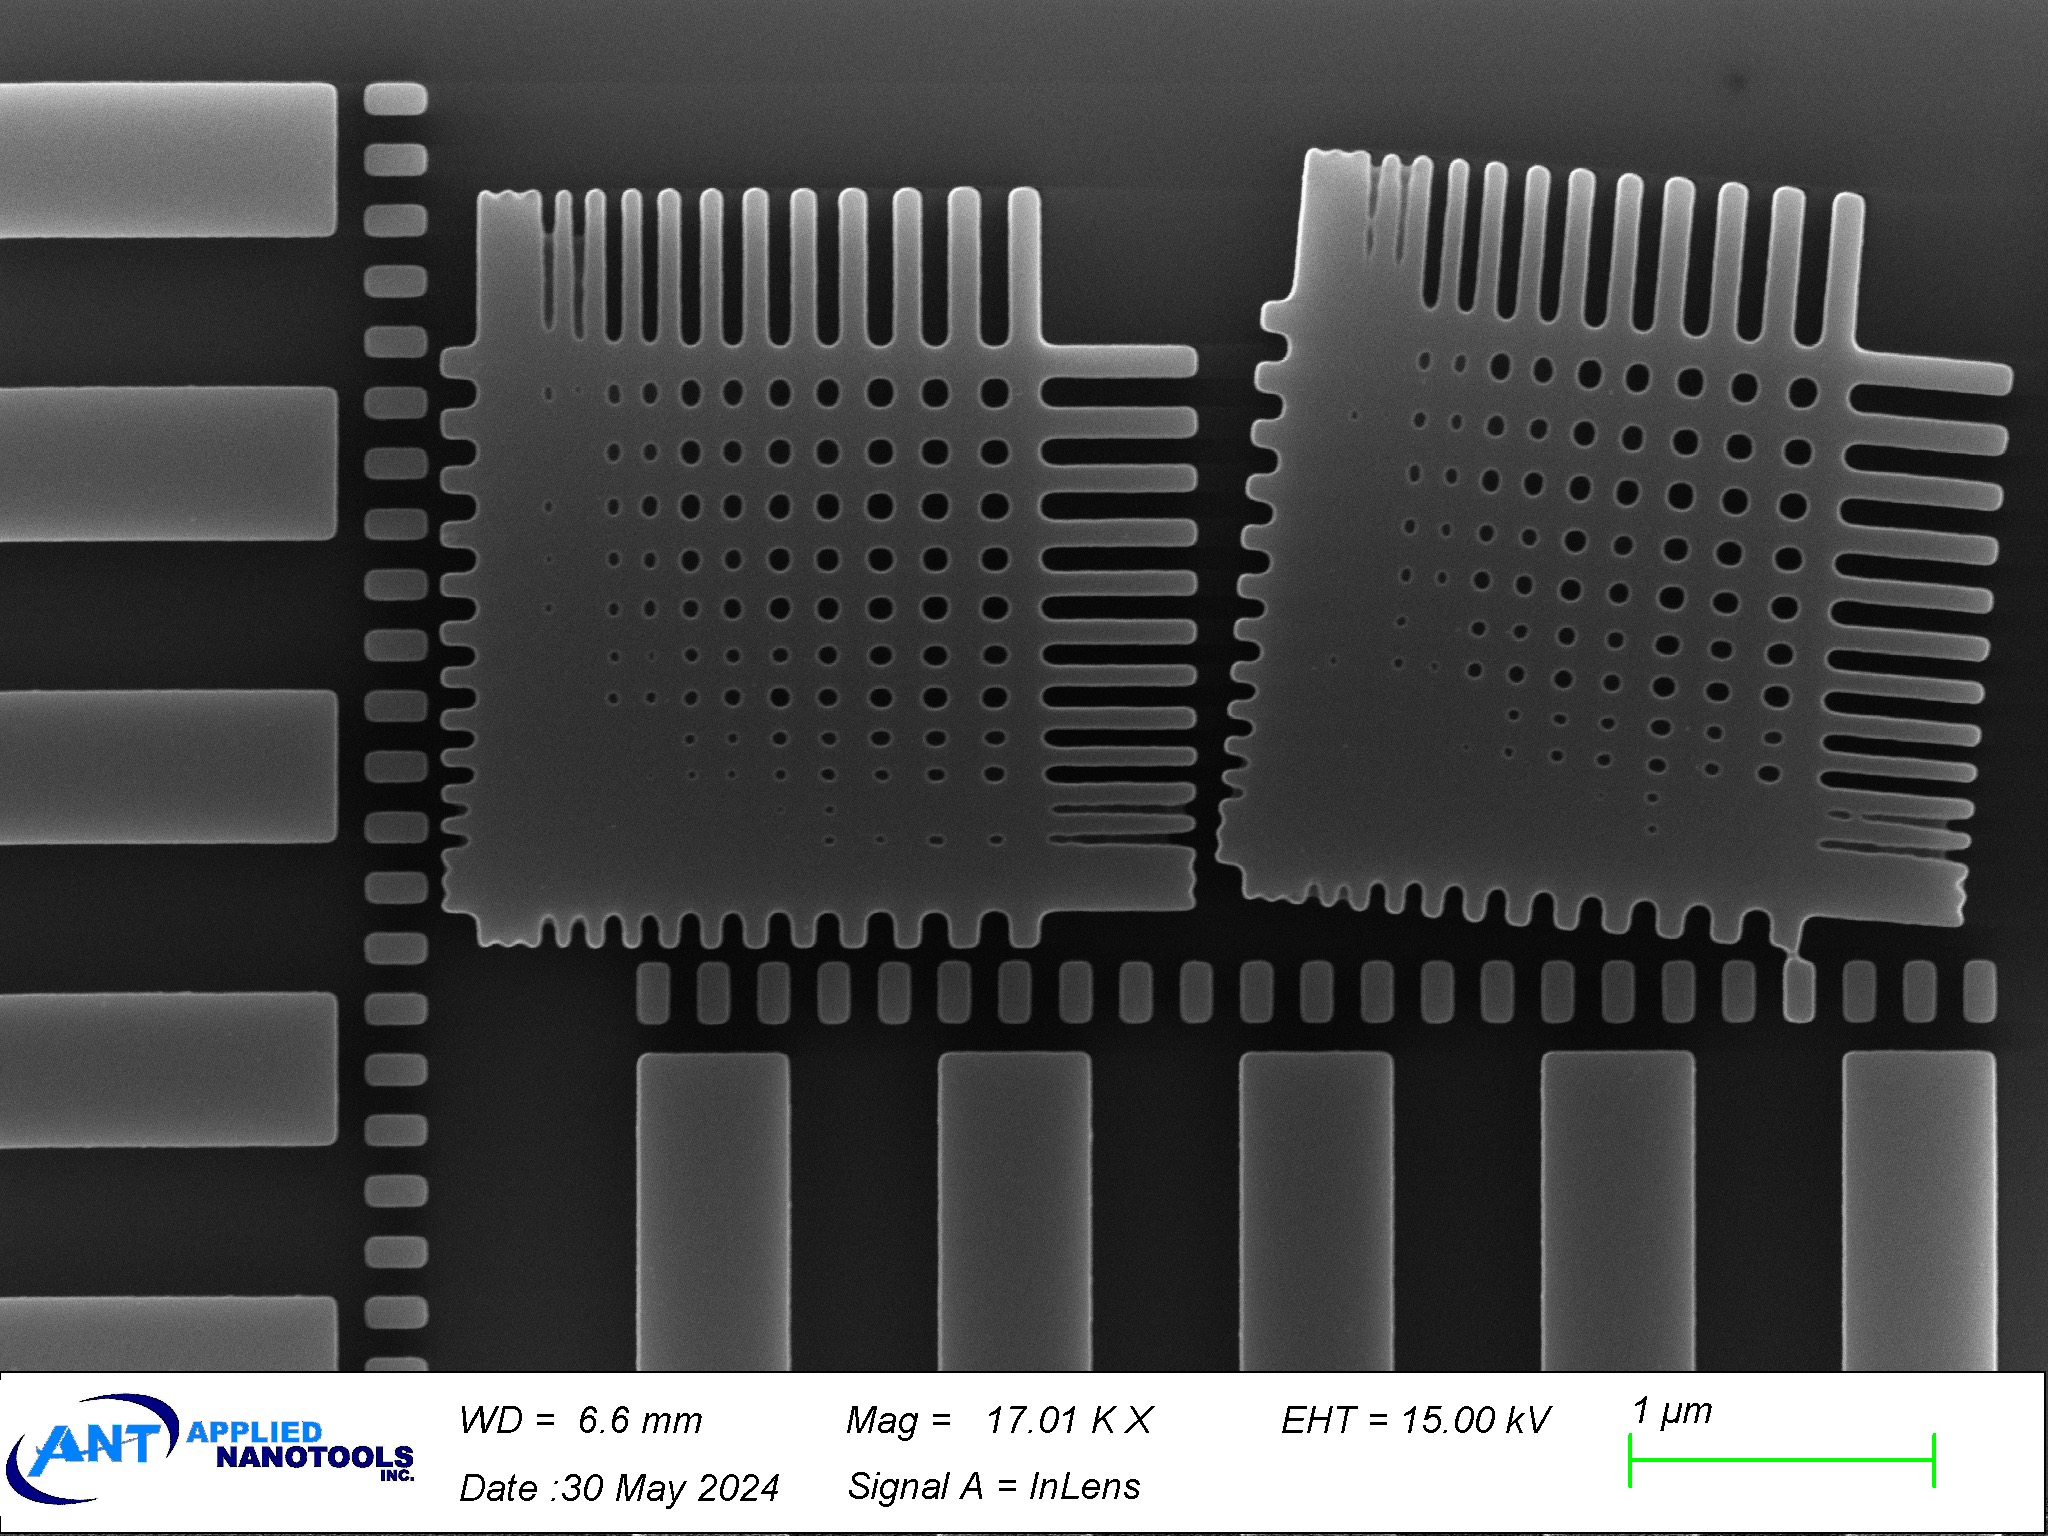 ANT APPLIED
NANOTOOLS
INC.
WD = 6.6 mm
Mag = 17.01 K X
EHT = 15.00 kV
1 µm
Date :30 May 2024
Signal A = InLens